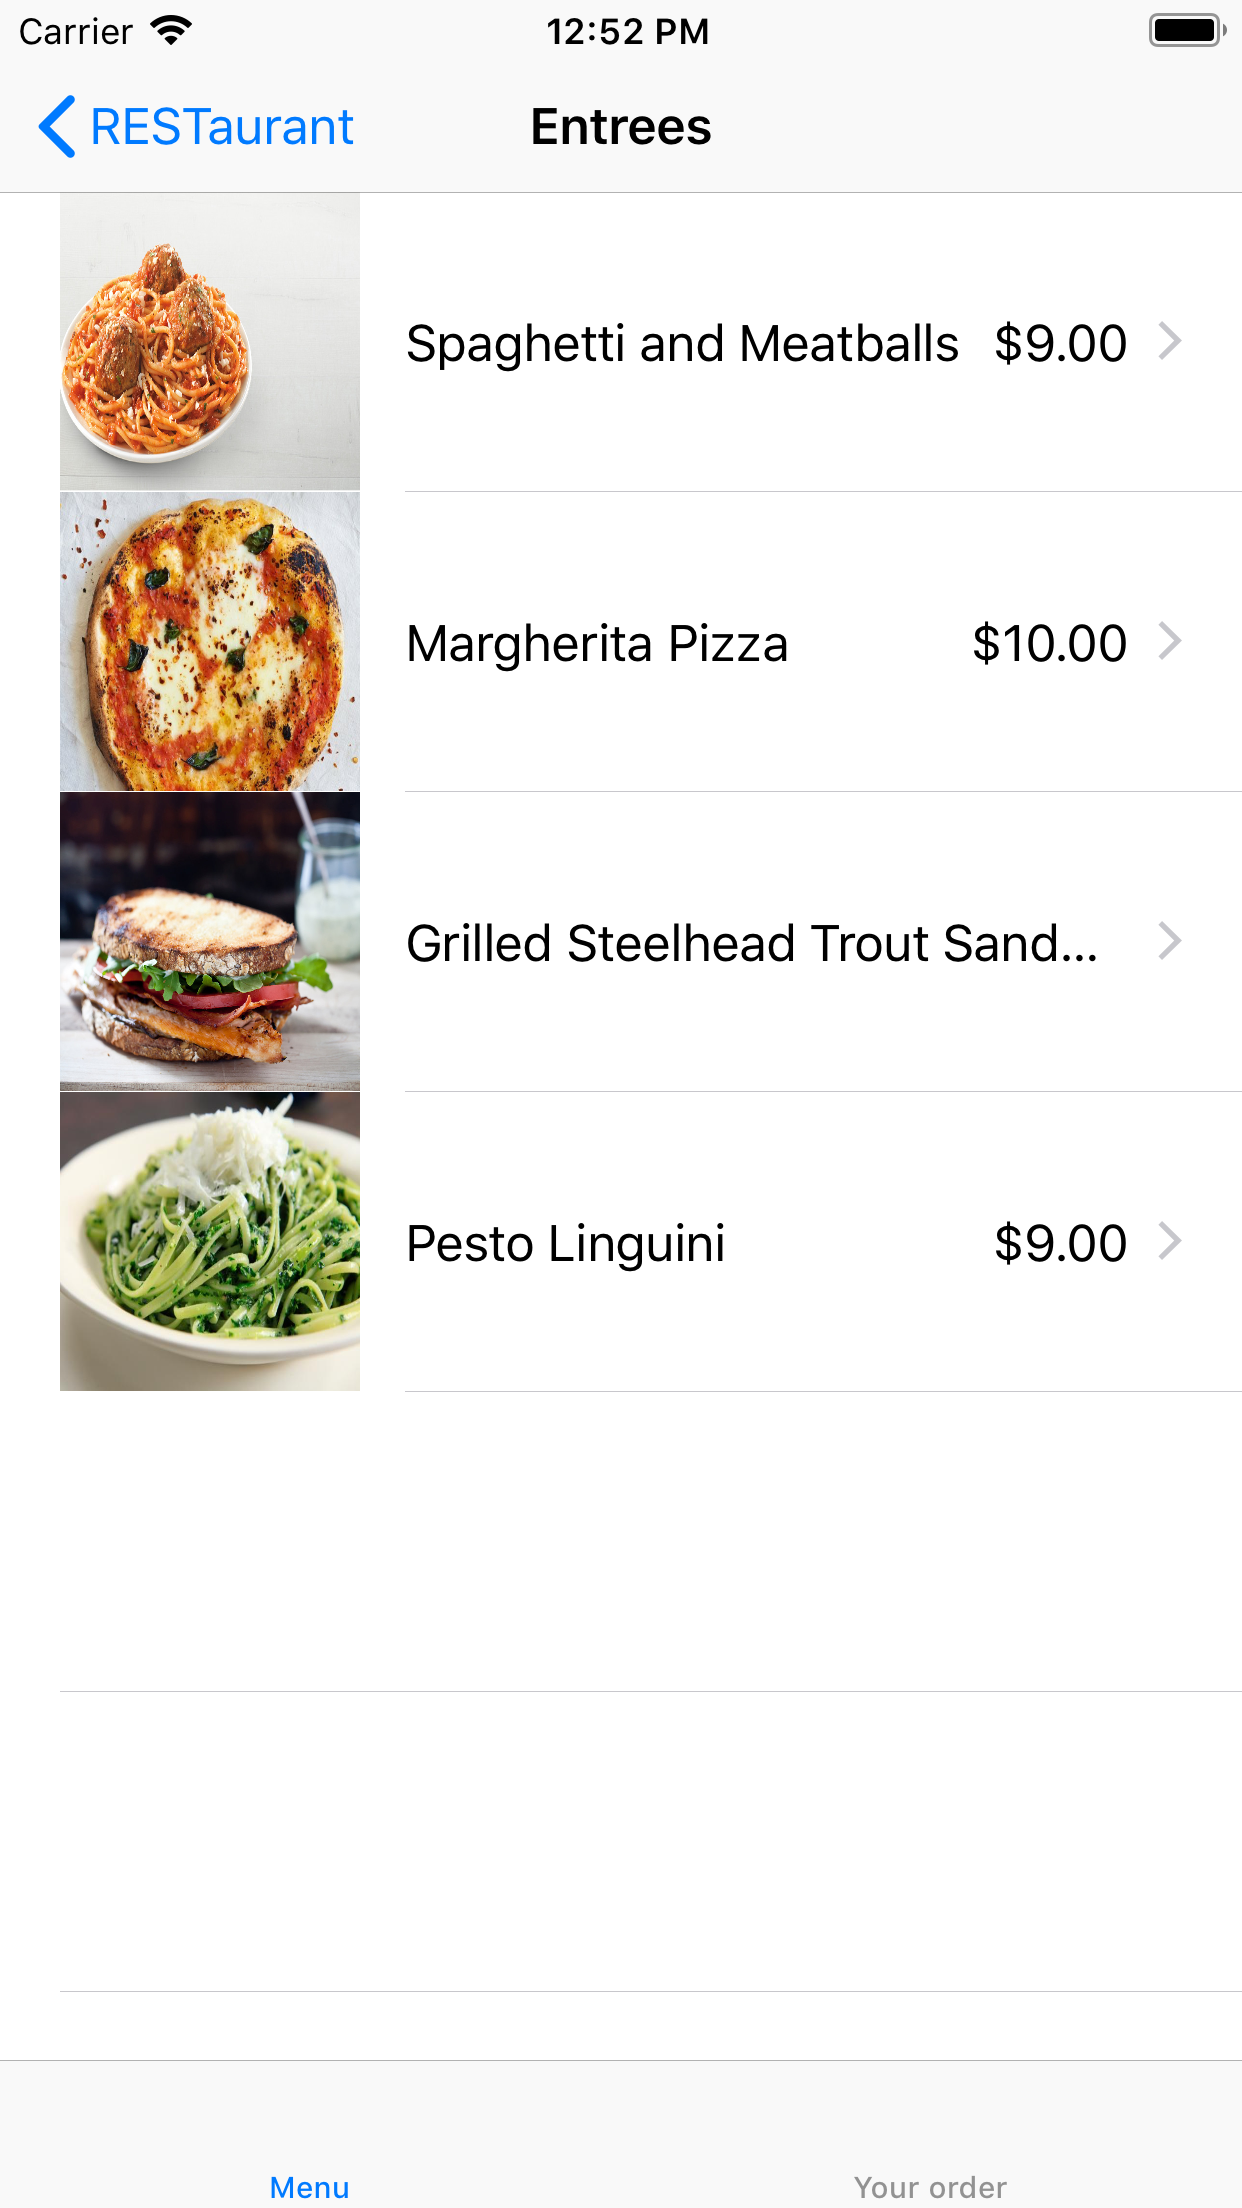 Carrier 12:52 PM
RESTaurant Entrees
Spaghetti and Meatballs $9.00
Margherita Pizza $10.00
Grilled Steelhead Trout Sand...
Pesto Linguini $9.00
Menu Your order